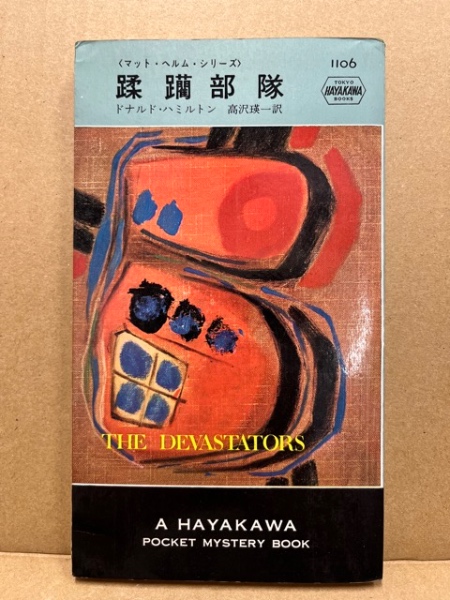 〈マット・ヘルム・シリーズ〉
1106
蹂躙部隊
TOKYO
HAYAKAWA
BOOKS
ドナルド・ハミルトン 高沢瑛一訳
THE DEVASTATORS
A HAYAKAWA
POCKET MYSTERY BOOK